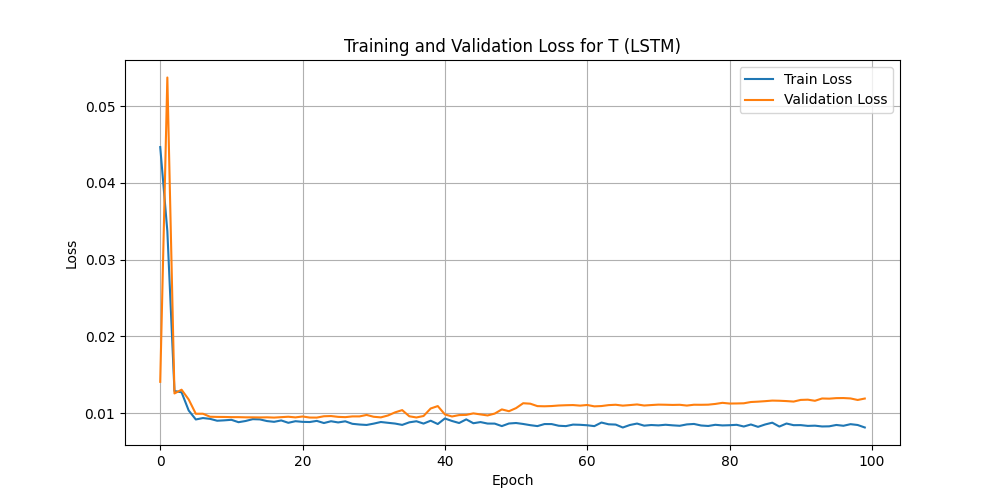 Training and Validation Loss for T (LSTM)
Train Loss
Validation Loss
Loss
0.05
0.04
0.03
0.02
0.01
0 20 40 60 80 100
Epoch